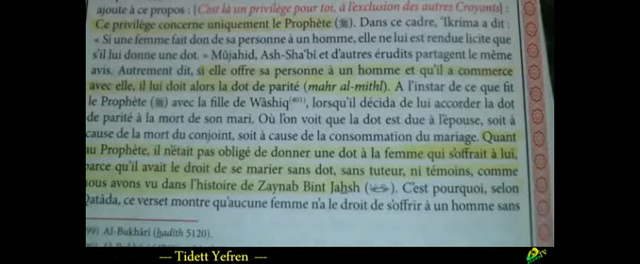 ajoute à ce propos : (C'est là un privilège pour toi, à l'exclusion des autres Croyants) :
Ce privilège concerne uniquement le Prophète (ﷺ). Dans ce cadre, 'Ikrima a dit :
« Si une femme fait don de sa personne à un homme, elle ne lui est rendue licite que
s'il lui donne une dot. » Mûjahid, Ash-Sha'bî et d'autres érudits partagent le même
avis. Autrement dit, si elle offre sa personne à un homme et qu'il a commerce
avec elle, il lui doit alors la dot de parité (mahr al-mithl). A l'instar de ce que fit
le Prophète (ﷺ) avec la fille de Wâshiq(401), lorsqu'il décida de lui accorder la dot
de parité à la mort de son mari. Où l'on voit que la dot est due à l'épouse, soit à
cause de la mort du conjoint, soit à cause de la consommation du mariage. Quant
au Prophète, il n'était pas obligé de donner une dot à la femme qui s'offrait à lui,
parce qu'il avait le droit de se marier sans dot, sans tuteur, ni témoins, comme
nous avons vu dans l'histoire de Zaynab Bint Jahsh. C'est pourquoi, selon
Qatâda, ce verset montre qu'aucune femme n'a le droit de s'offrir à un homme sans
99) Al-Bukhârî (hadith 5120).
--- Tidett Yefren ---